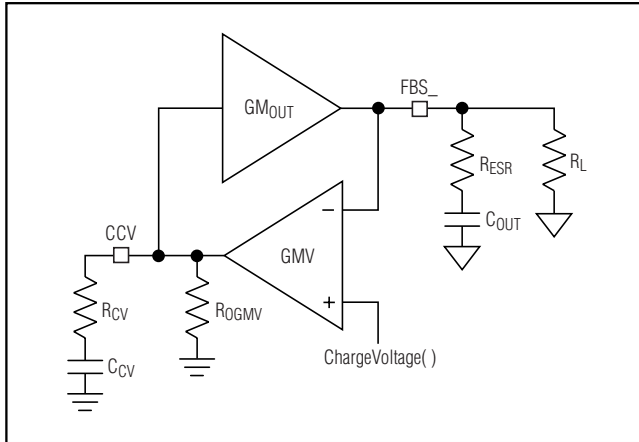 GMOUT
FBS_
RESR
RL
COUT
–
CCV
GMV
RCV
ROGMV
+
CCV
ChargeVoltage( )